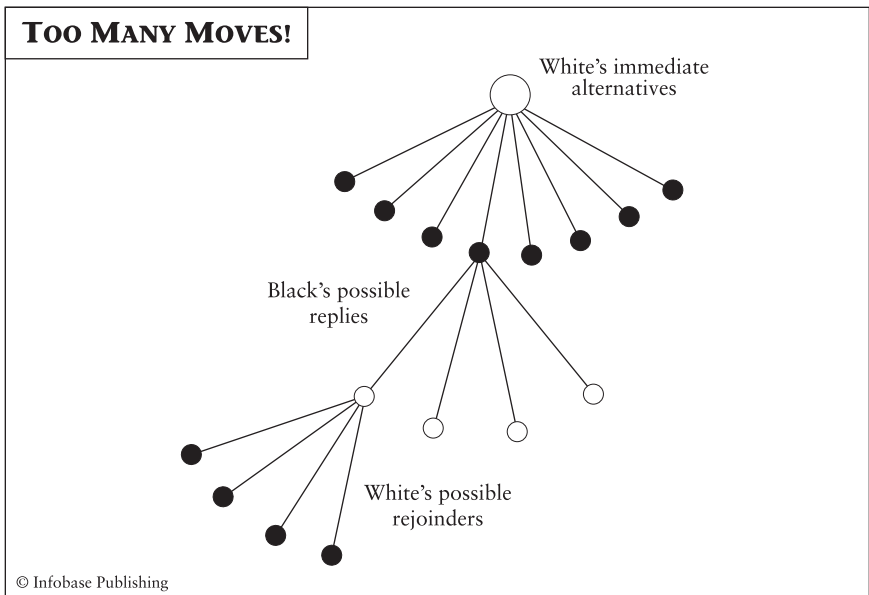 TOO MANY MOVES!
White's immediate
alternatives
Black's possible
replies
White's possible
rejoinders
© Infobase Publishing